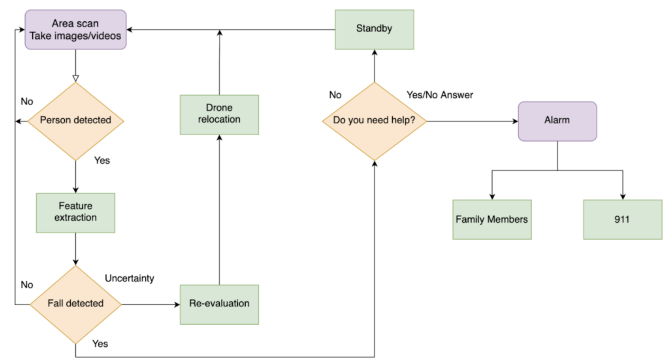 Area scan
Take images/videos
Standby
No
Yes/No Answer
Person detected
Drone
relocation
Do you need help?
Alarm
No
Yes
Feature
extraction
Family Members
911
Uncertainty
No
Fall detected
Re-evaluation
Yes